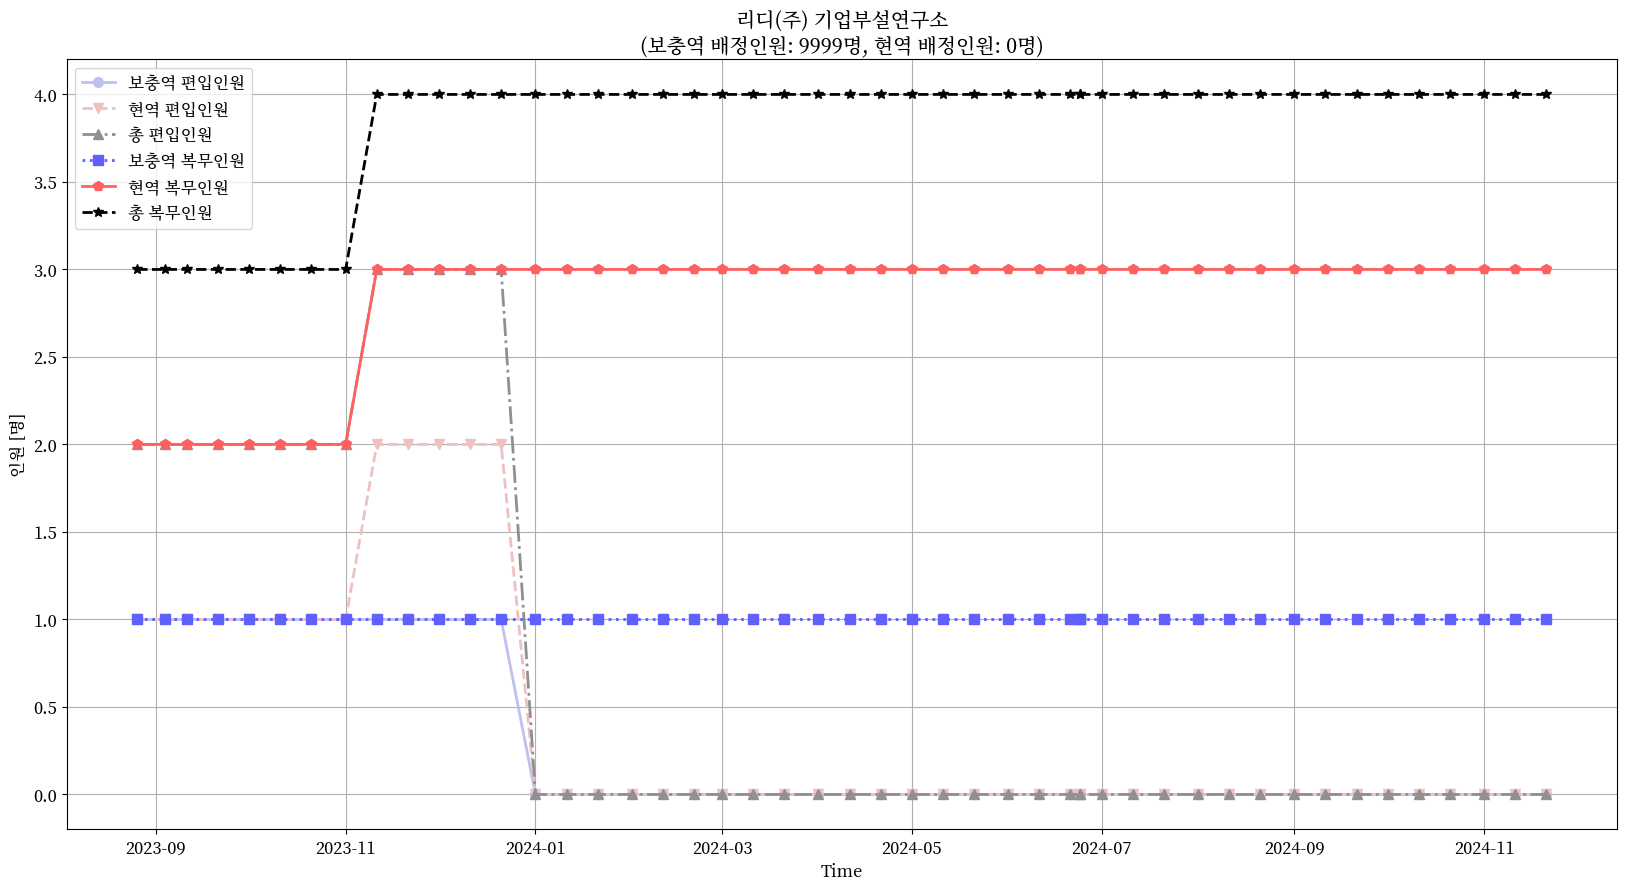 리디(주) 기업부설연구소
(보충역 배정인원: 9999명, 현역 배정인원: 0명)
보충역 편입인원
현역 편입인원
총 편입인원
보충역 복무인원
현역 복무인원
총 복무인원
4.0
3.5
3.0
2.5
2.0
1.5
1.0
0.5
0.0
인원 [명]
2023-09 2023-11 2024-01 2024-03 2024-05 2024-07 2024-09 2024-11
Time